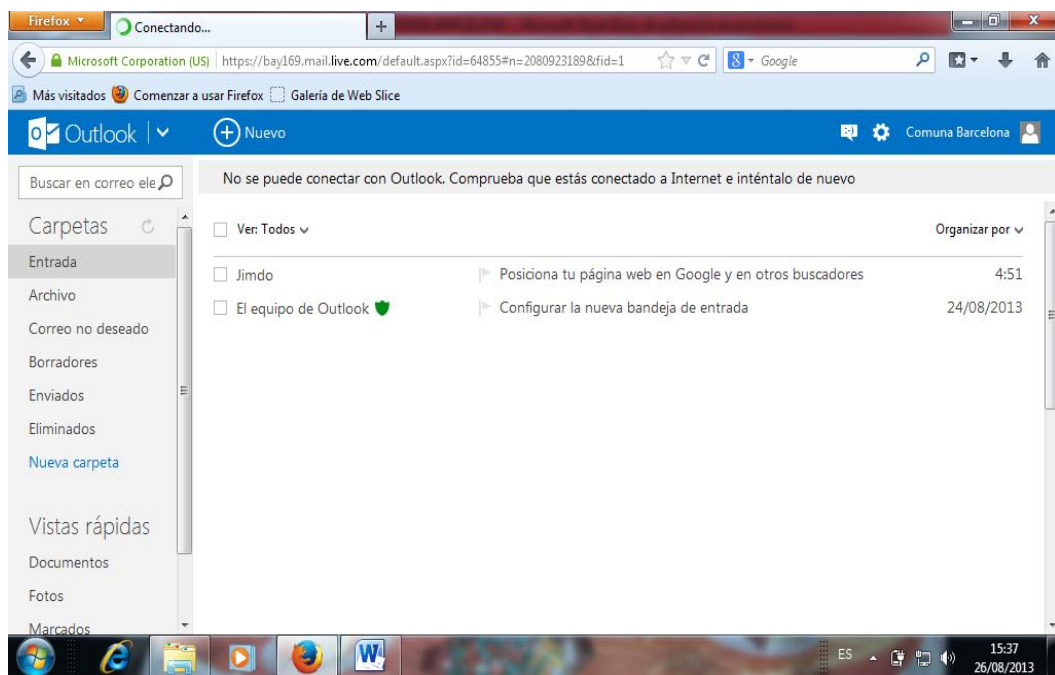 Firefox
Conectando...
Microsoft Corporation (US) https://bay169.mail.live.com/default.aspx?id=64855#n=2080923189&fid=1
Google
Más visitados Comenzar a usar Firefox Galería de Web Slice
Outlook
Nuevo
Comuna Barcelona
Buscar en correo ele
No se puede conectar con Outlook. Comprueba que estás conectado a Internet e inténtalo de nuevo
Carpetas
Ver: Todos
Organizar por
Entrada
Jimdo Posiciona tu página web en Google y en otros buscadores 4:51
Archivo
El equipo de Outlook Configurar la nueva bandeja de entrada 24/08/2013
Correo no deseado
Borradores
Enviados
Eliminados
Nueva carpeta
Vistas rápidas
Documentos
Fotos
Marcados
ES
15:37
26/08/2013